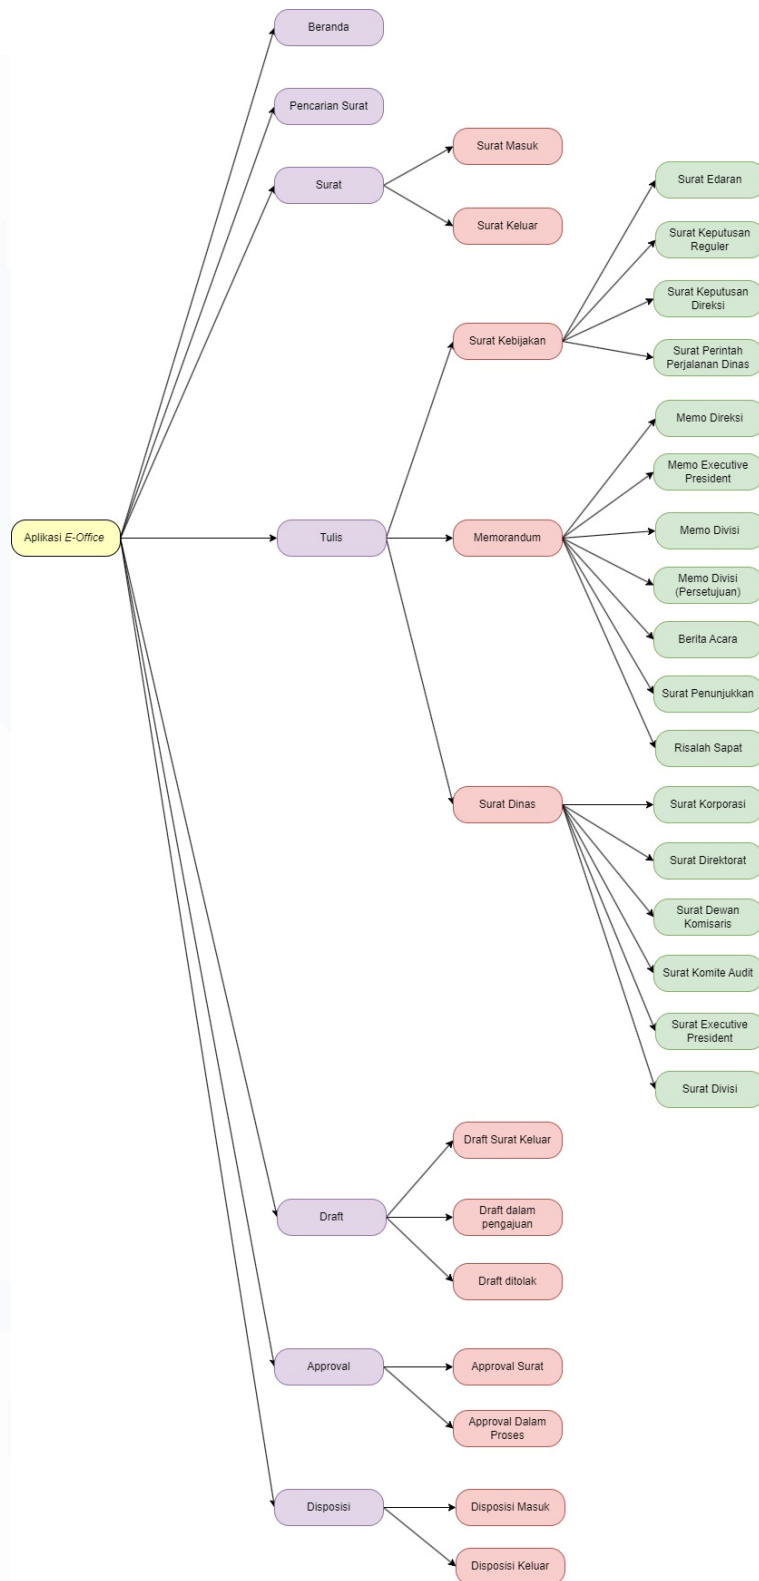 Beranda
Pencarian Surat
Surat
Surat Masuk
Surat Keluar
Surat Edaran
Surat Keputusan
Reguler
Surat Keputusan
Direksi
Surat Kebijakan
Surat Perintah
Perjalanan Dinas
Memo Direksi
Memo Executive
President
Aplikasi E-Office
Tulis
Memorandum
Memo Divisi
Memo Divisi
(Persetujuan)
Berita Acara
Surat Penunjukkan
Risalah Sapat
Surat Dinas
Surat Korporasi
Surat Direktorat
Surat Dewan
Komisaris
Surat Komite Audit
Surat Executive
President
Surat Divisi
Draft
Draft Surat Keluar
Draft dalam
pengajuan
Draft ditolak
Approval
Approval Surat
Approval Dalam
Proses
Disposisi
Disposisi Masuk
Disposisi Keluar